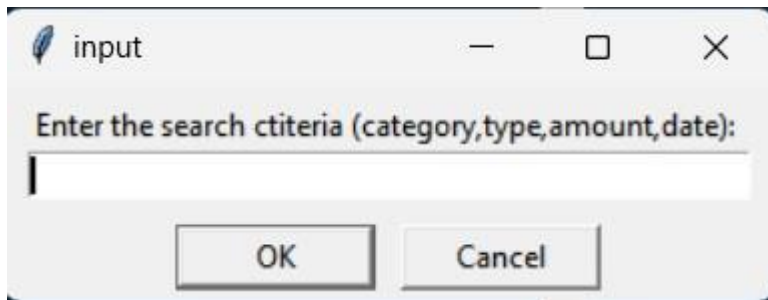 input
Enter the search ctiteria (category,type,amount,date):
OK
Cancel